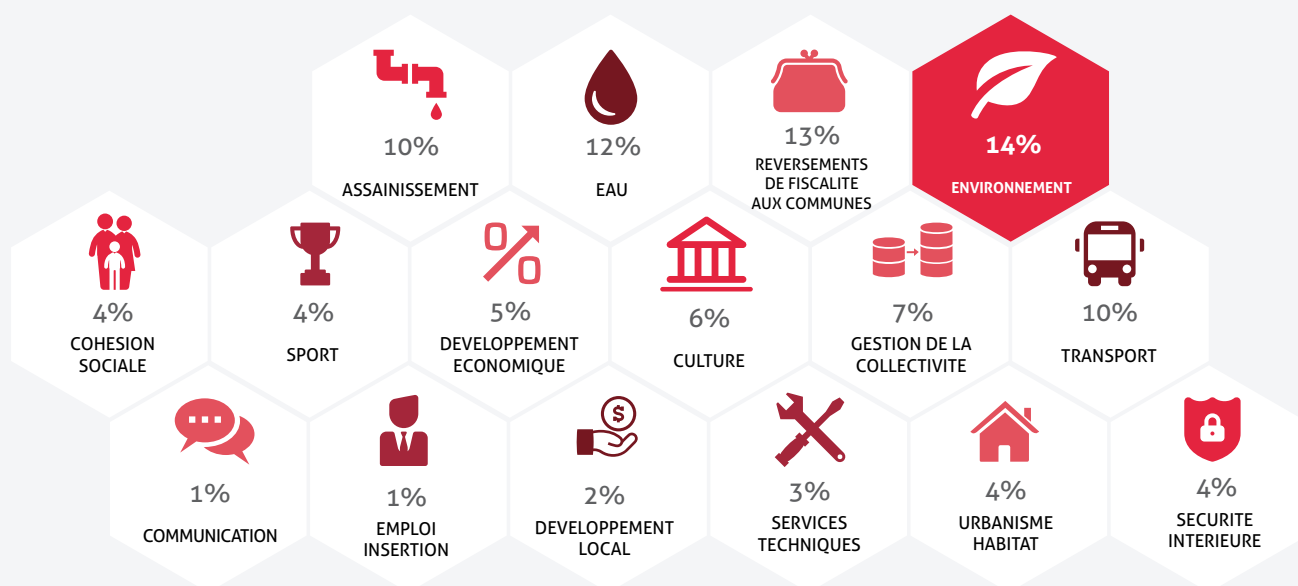 10%
ASSAINISSEMENT
12%
EAU
13%
REVERSEMENTS
DE FISCALITE
AUX COMMUNES
14%
ENVIRONNEMENT
4%
COHESION
SOCIALE
4%
SPORT
5%
DEVELOPPEMENT
ECONOMIQUE
6%
CULTURE
7%
GESTION DE LA
COLLECTIVITE
10%
TRANSPORT
1%
COMMUNICATION
1%
EMPLOI
INSERTION
$
2%
DEVELOPPEMENT
LOCAL
3%
SERVICES
TECHNIQUES
4%
URBANISME
HABITAT
4%
SECURITE
INTERIEURE